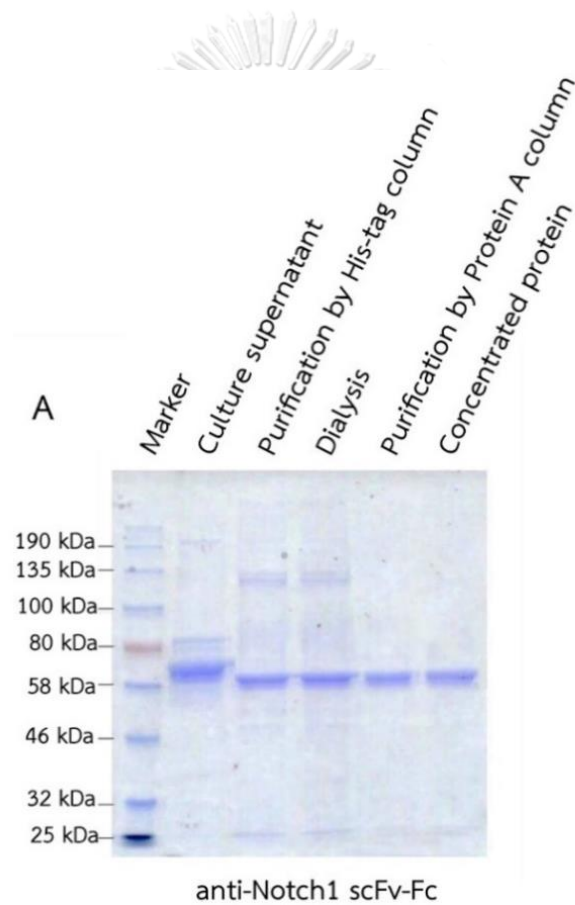 A
Marker
Culture supernatant
Purification by His-tag column
Dialysis
Purification by Protein A column
Concentrated protein
190 kDa
135 kDa
100 kDa
80 kDa
58 kDa
46 kDa
32 kDa
25 kDa
anti-Notch1 scFv-Fc